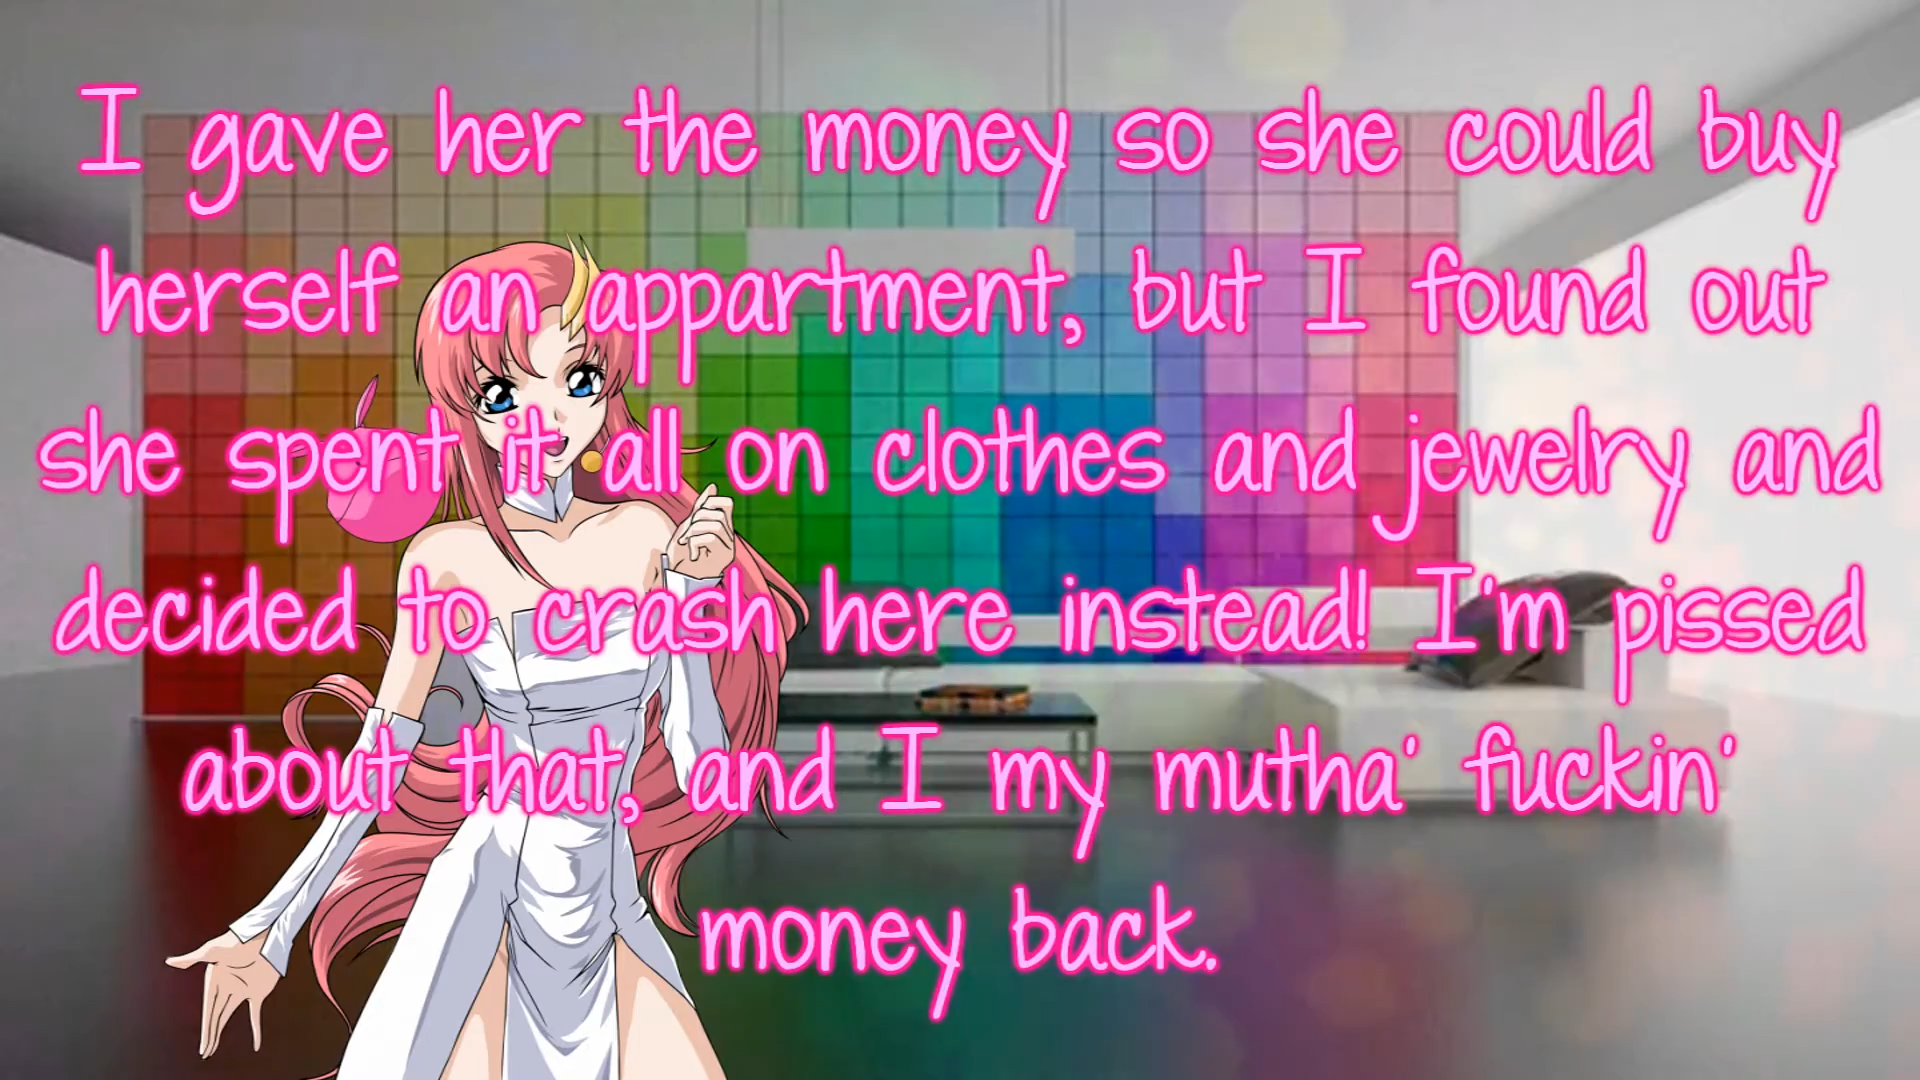 I gave her the money so she could buy
herself an appartment, but I found out
she spent it all on clothes and jewelry and
decided to crash here instead! I'm pissed
about that, and I my mutha' fuckin'
money back.